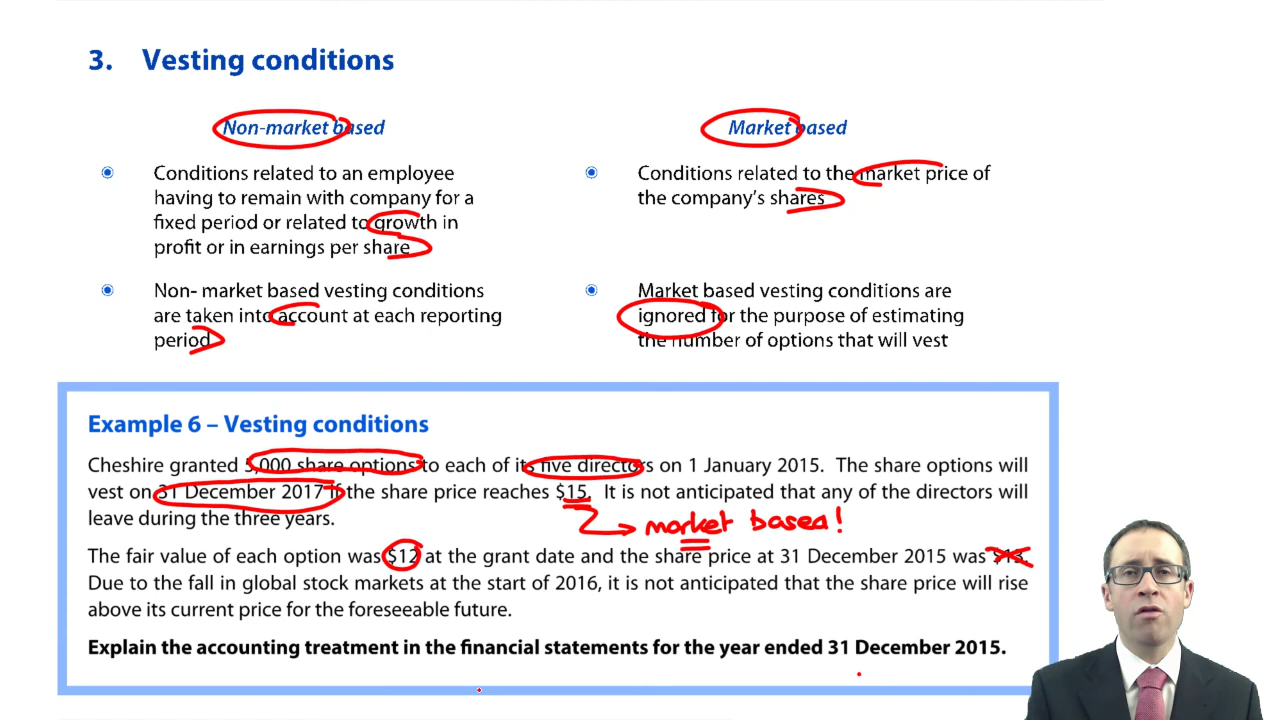 3. Vesting conditions
Non-market based
Conditions related to an employee
having to remain with company for a
fixed period or related to growth in
profit or in earnings per share
Non- market based vesting conditions
are taken into account at each reporting
period
Market based
Conditions related to the market price of
the company's shares
Market based vesting conditions are
ignored for the purpose of estimating
the number of options that will vest
Example 6 – Vesting conditions
Cheshire granted 5,000 share options to each of its five directors on 1 January 2015. The share options will
vest on 31 December 2017 if the share price reaches $15. It is not anticipated that any of the directors will
leave during the three years.
market based!
The fair value of each option was $12 at the grant date and the share price at 31 December 2015 was $13.
Due to the fall in global stock markets at the start of 2016, it is not anticipated that the share price will rise
above its current price for the foreseeable future.
Explain the accounting treatment in the financial statements for the year ended 31 December 2015.